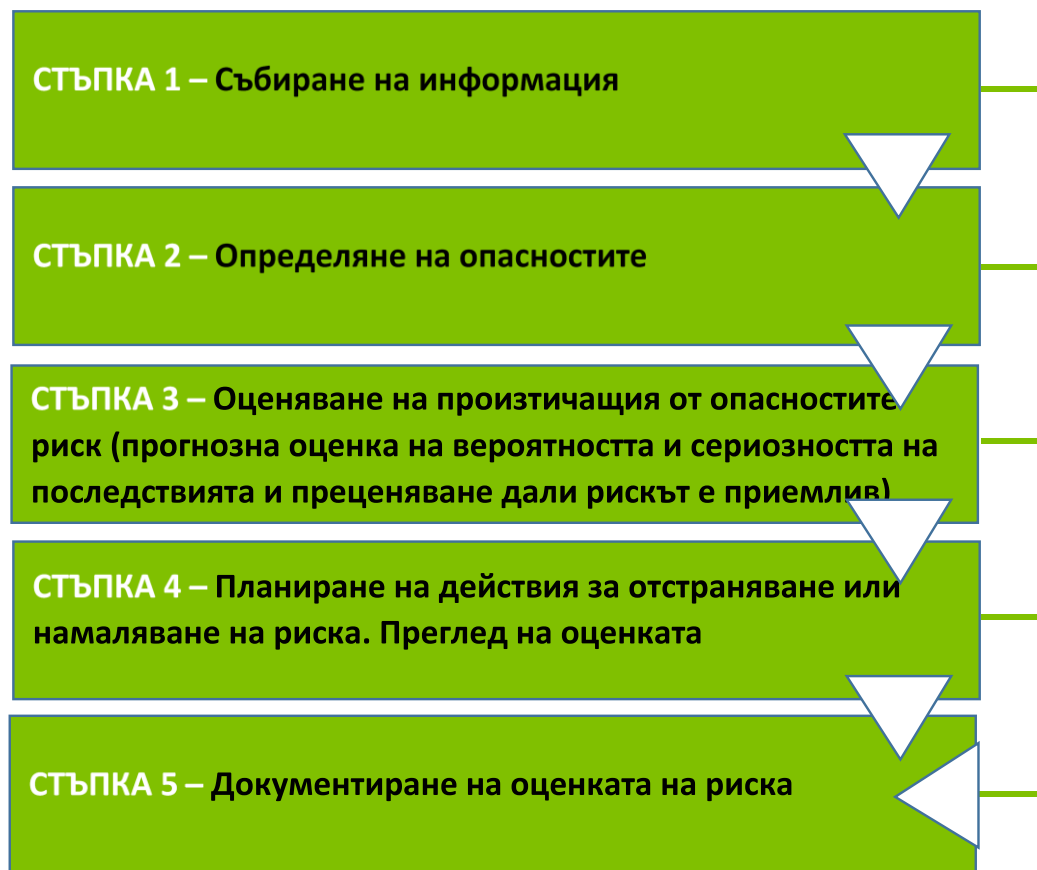 СТЪПКА 1 – Събиране на информация
СТЪПКА 2 – Определяне на опасностите
СТЪПКА 3 – Оценяване на произтичащия от опасностите
риск (прогнозна оценка на вероятността и сериозността на
последствията и преценяване дали рискът е приемлив)
СТЪПКА 4 – Планиране на действия за отстраняване или
намаляване на риска. Преглед на оценката
СТЪПКА 5 – Документиране на оценката на риска